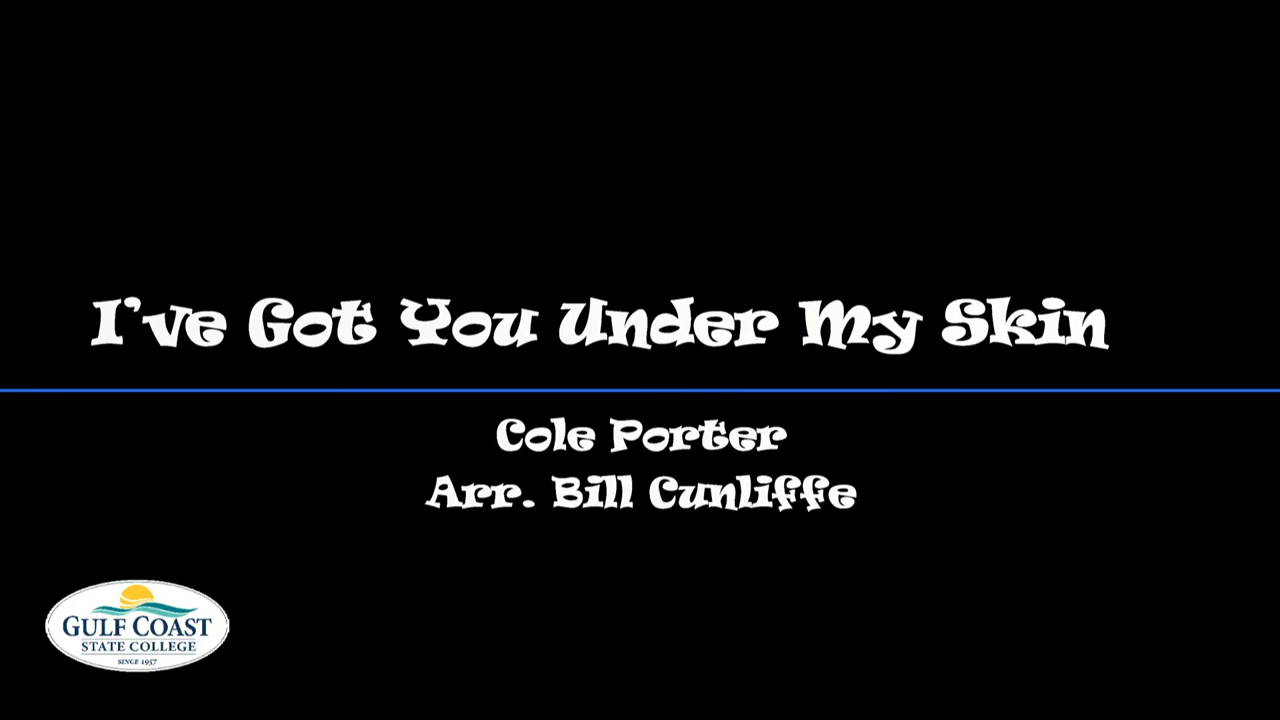 I've Got You Under My Skin
Cole Porter
Arr. Bill Cunliffe
GULF COAST
STATE COLLEGE
SINCE 1957